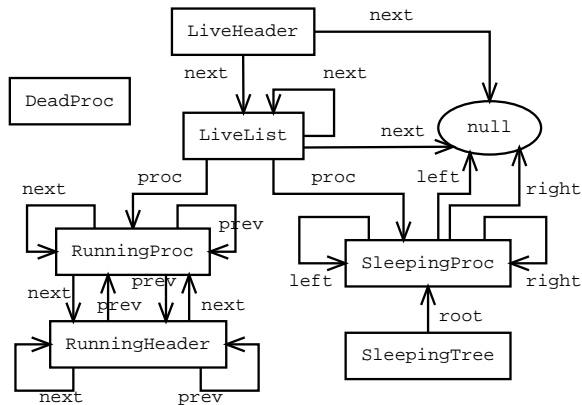 next
LiveHeader
next
next
DeadProc
null
LiveList
next
proc
proc
left
next
right
prev
RunningProc
SleepingProc
prev
left
right
next
prev
next
root
RunningHeader
SleepingTree
next
prev